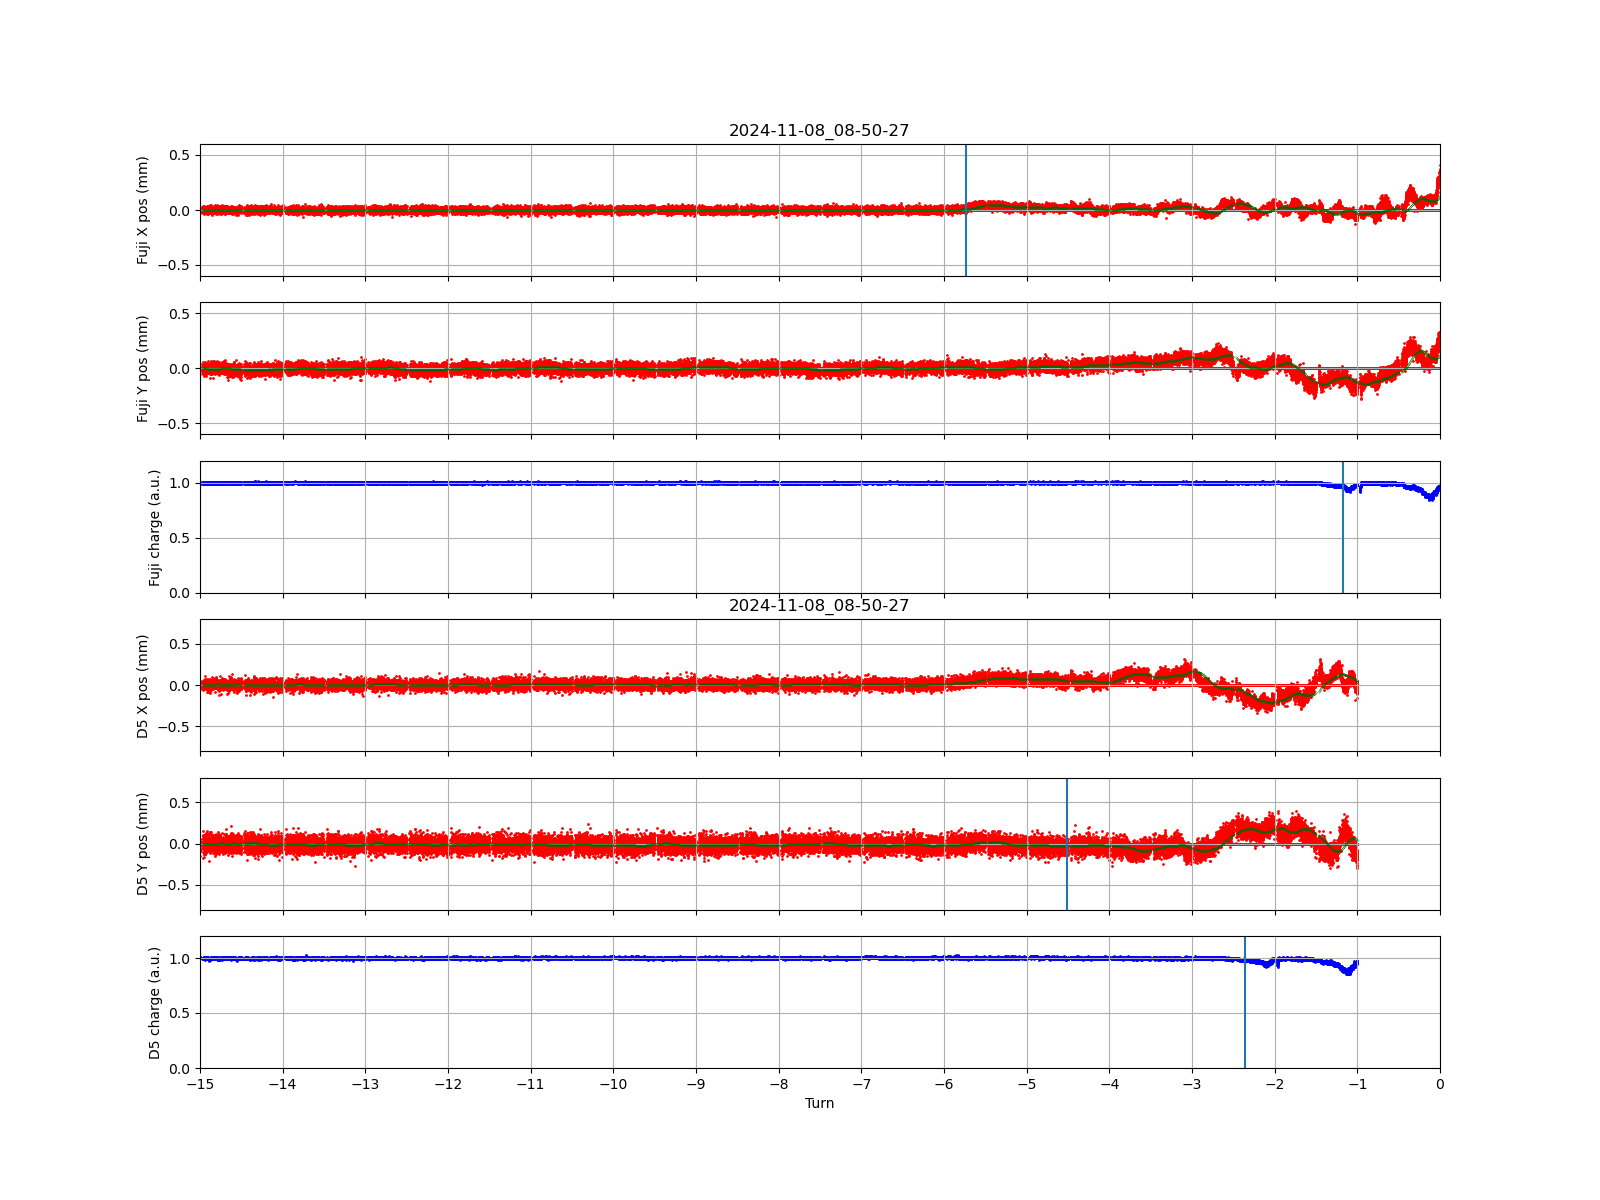 2024-11-08_08-50-27
0.5
0.0
−0.5
Fuji X pos (mm)
0.5
0.0
−0.5
Fuji Y pos (mm)
1.0
0.5
0.0
Fuji charge (a.u.)
2024-11-08_08-50-27
0.5
0.0
−0.5
D5 X pos (mm)
0.5
0.0
−0.5
D5 Y pos (mm)
1.0
0.5
0.0
D5 charge (a.u.)
−15 −14 −13 −12 −11 −10 −9 −8 −7 −6 −5 −4 −3 −2 −1 0
Turn